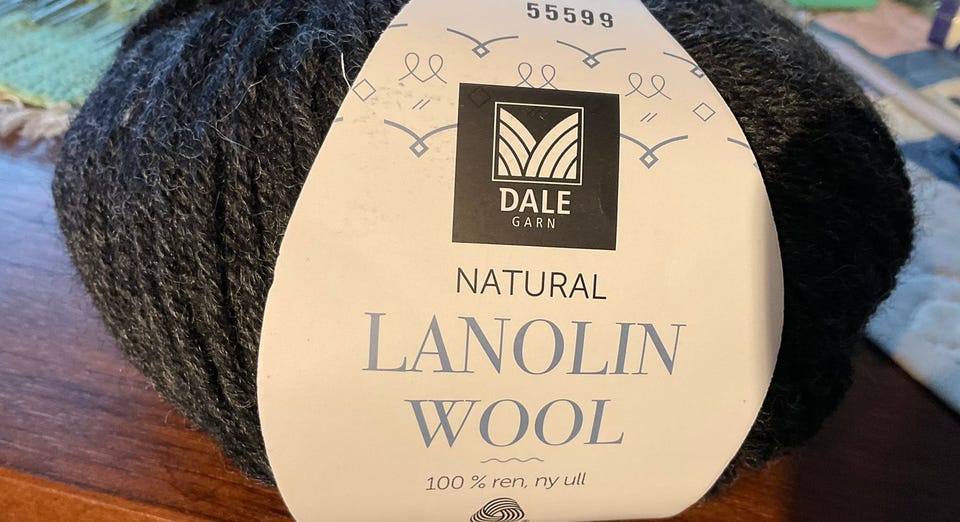 55599
DALE
GARN
NATURAL
LANOLIN
WOOL
100 % ren, ny ull